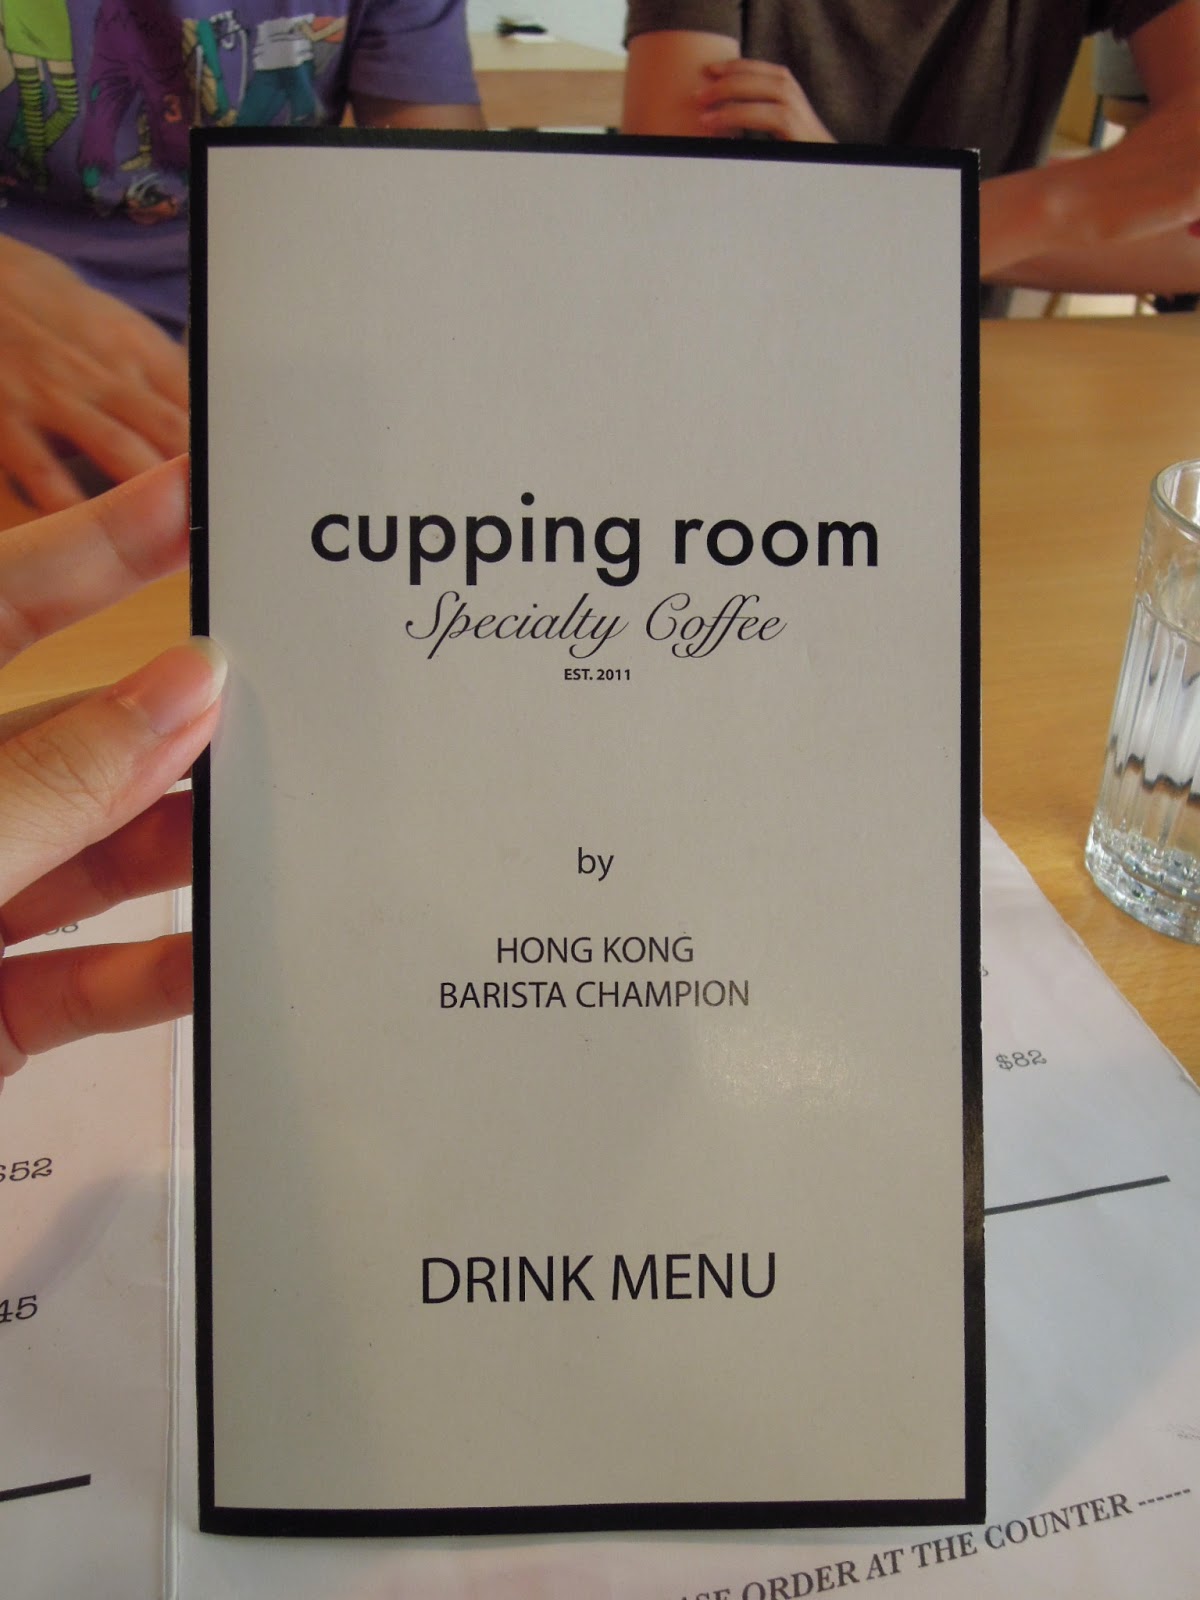 cupping room
Specialty Coffee
EST. 2011
by
HONG KONG
BARISTA CHAMPION
DRINK MENU
$82
$52
45
ORDER AT THE COUNTER ------